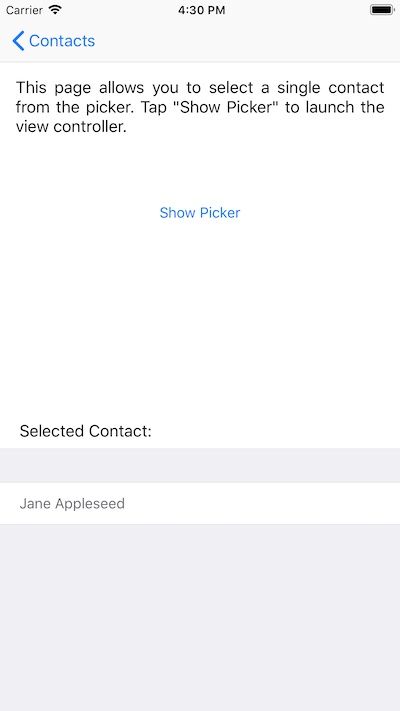 Carrier 4:30 PM
Contacts
This page allows you to select a single contact
from the picker. Tap "Show Picker" to launch the
view controller.
Show Picker
Selected Contact:
Jane Appleseed